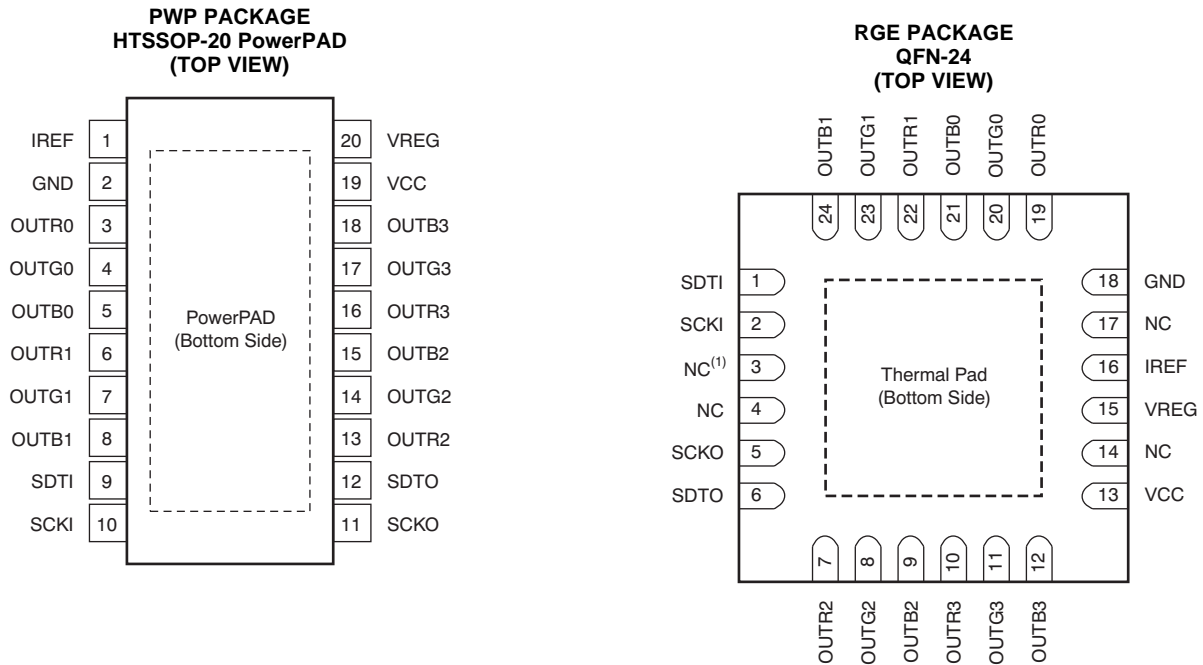 PWP PACKAGE
HTSSOP-20 PowerPAD
(TOP VIEW)
IREF 1
GND 2
OUTR0 3
OUTG0 4
OUTB0 5
OUTR1 6
OUTG1 7
OUTB1 8
SDTI 9
SCKI 10
PowerPAD
(Bottom Side)
20 VREG
19 VCC
18 OUTB3
17 OUTG3
16 OUTR3
15 OUTB2
14 OUTG2
13 OUTR2
12 SDTO
11 SCKO
RGE PACKAGE
QFN-24
(TOP VIEW)
OUTB1 OUTG1 OUTR1 OUTB0 OUTG0 OUTR0
24 23 22 21 20 19
SDTI 1
SCKI 2
NC(1) 3
NC 4
SCKO 5
SDTO 6
Thermal Pad
(Bottom Side)
18 GND
17 NC
16 IREF
15 VREG
14 NC
13 VCC
7 8 9 10 11 12
OUTR2 OUTG2 OUTB2 OUTR3 OUTG3 OUTB3